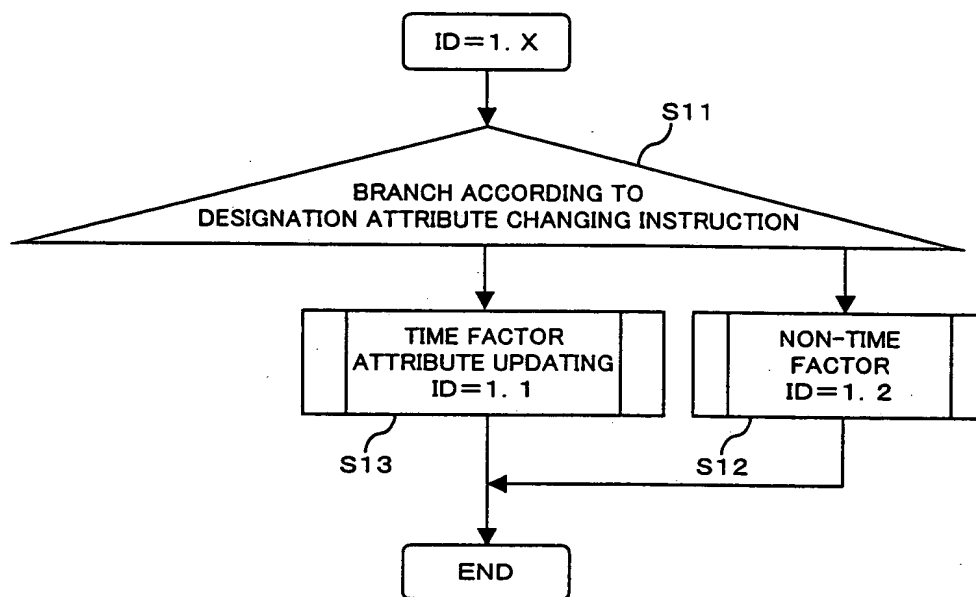 ID=1. X
S11
BRANCH ACCORDING TO
DESIGNATION ATTRIBUTE CHANGING INSTRUCTION
TIME FACTOR
ATTRIBUTE UPDATING
ID=1. 1
S13
NON-TIME
FACTOR
ID=1. 2
S12
END